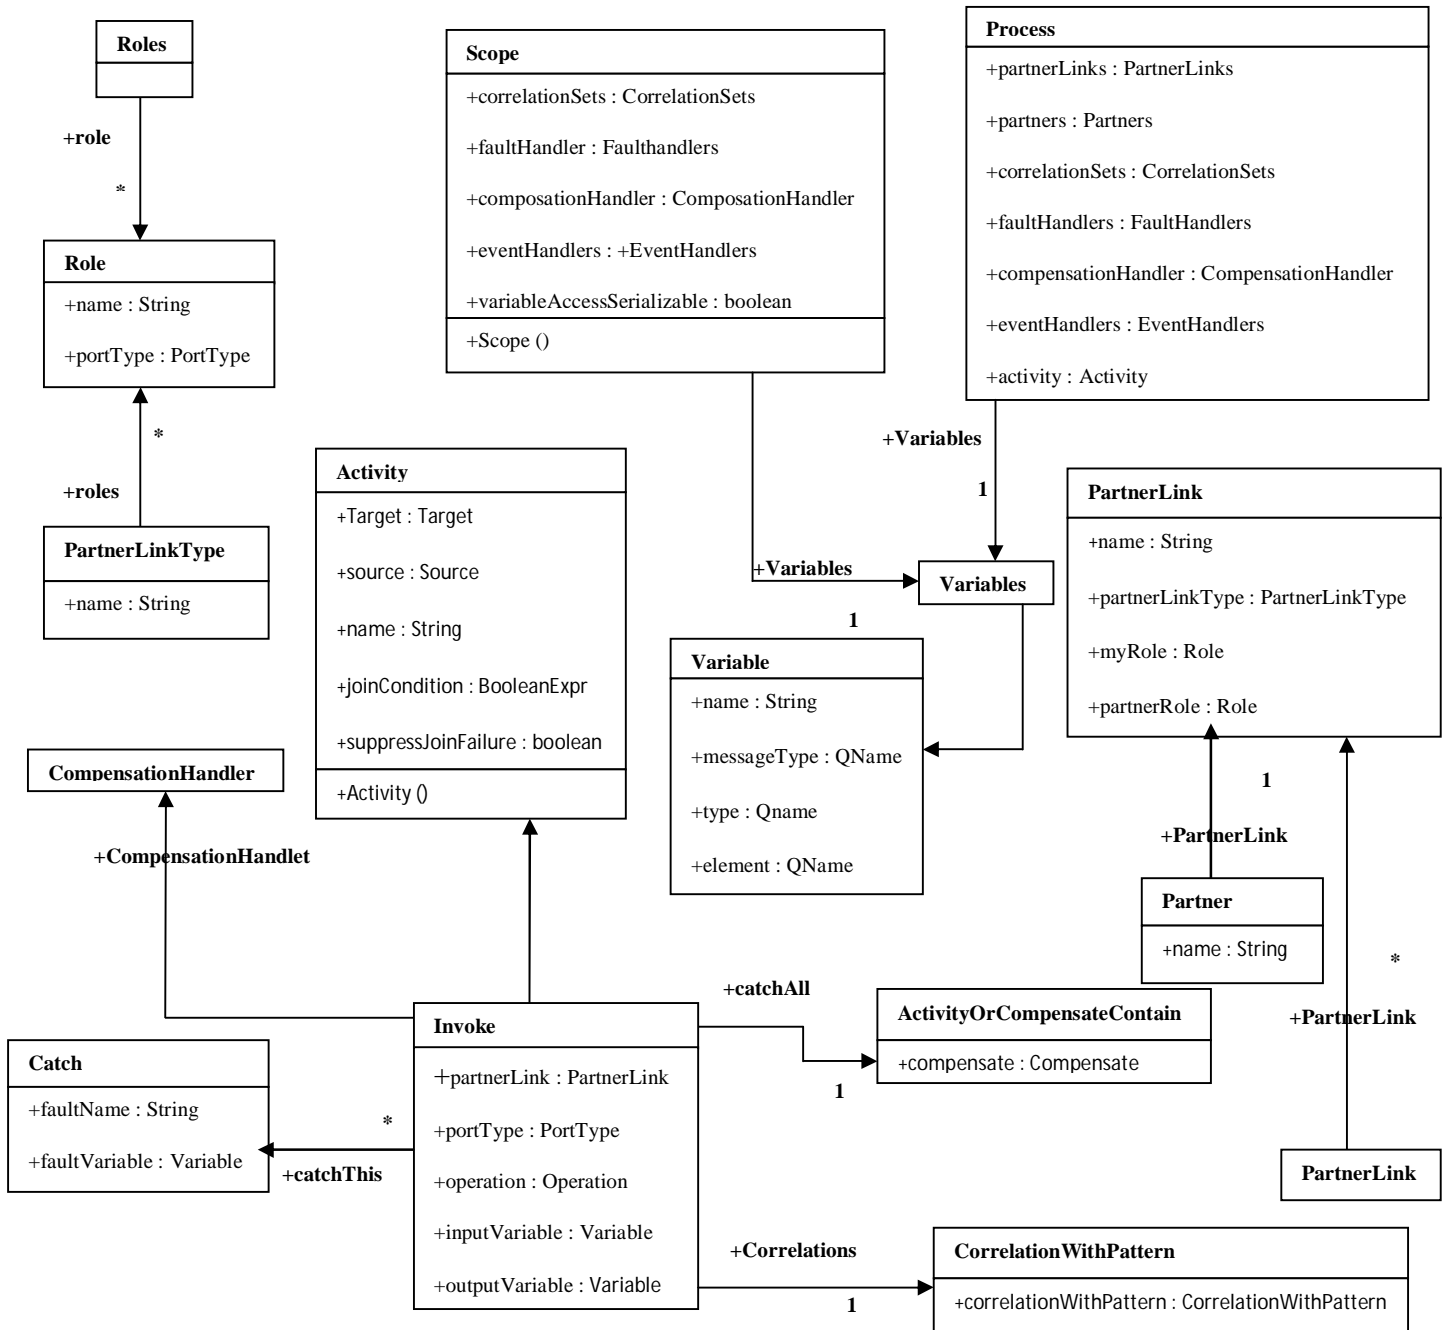 Roles
+role
*
Role
+name : String
+portType : PortType
*
+roles
PartnerLinkType
+name : String
Scope
+correlationSets : CorrelationSets
+faultHandler : Faulthandlers
+composationHandler : ComposationHandler
+eventHandlers : +EventHandlers
+variableAccessSerializable : boolean
+Scope ()
Process
+partnerLinks : PartnerLinks
+partners : Partners
+correlationSets : CorrelationSets
+faultHandlers : FaultHandlers
+compensationHandler : CompensationHandler
+eventHandlers : EventHandlers
+activity : Activity
+Variables
1
+Variables
1
Variables
Activity
+Target : Target
+source : Source
+name : String
+joinCondition : BooleanExpr
+suppressJoinFailure : boolean
+Activity ()
Variable
+name : String
+messageType : QName
+type : Qname
+element : QName
PartnerLink
+name : String
+partnerLinkType : PartnerLinkType
+myRole : Role
+partnerRole : Role
1
+PartnerLink
Partner
+name : String
*
+PartnerLink
PartnerLink
CompensationHandler
+CompensationHandlet
Catch
+faultName : String
+faultVariable : Variable
*
+catchThis
Invoke
+partnerLink : PartnerLink
+portType : PortType
+operation : Operation
+inputVariable : Variable
+outputVariable : Variable
+catchAll
1
ActivityOrCompensateContain
+compensate : Compensate
+Correlations
1
CorrelationWithPattern
+correlationWithPattern : CorrelationWithPattern